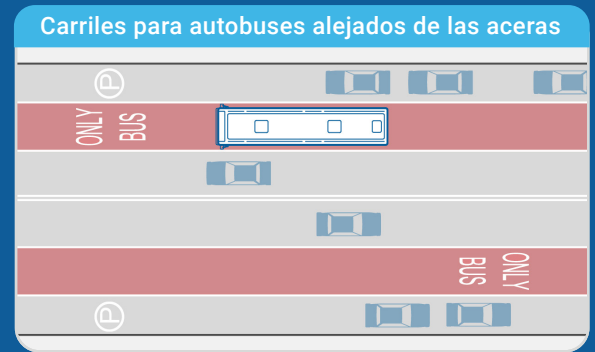 Carriles para autobuses alejados de las aceras
P
ONLY
BUS
ONLY
BUS
P